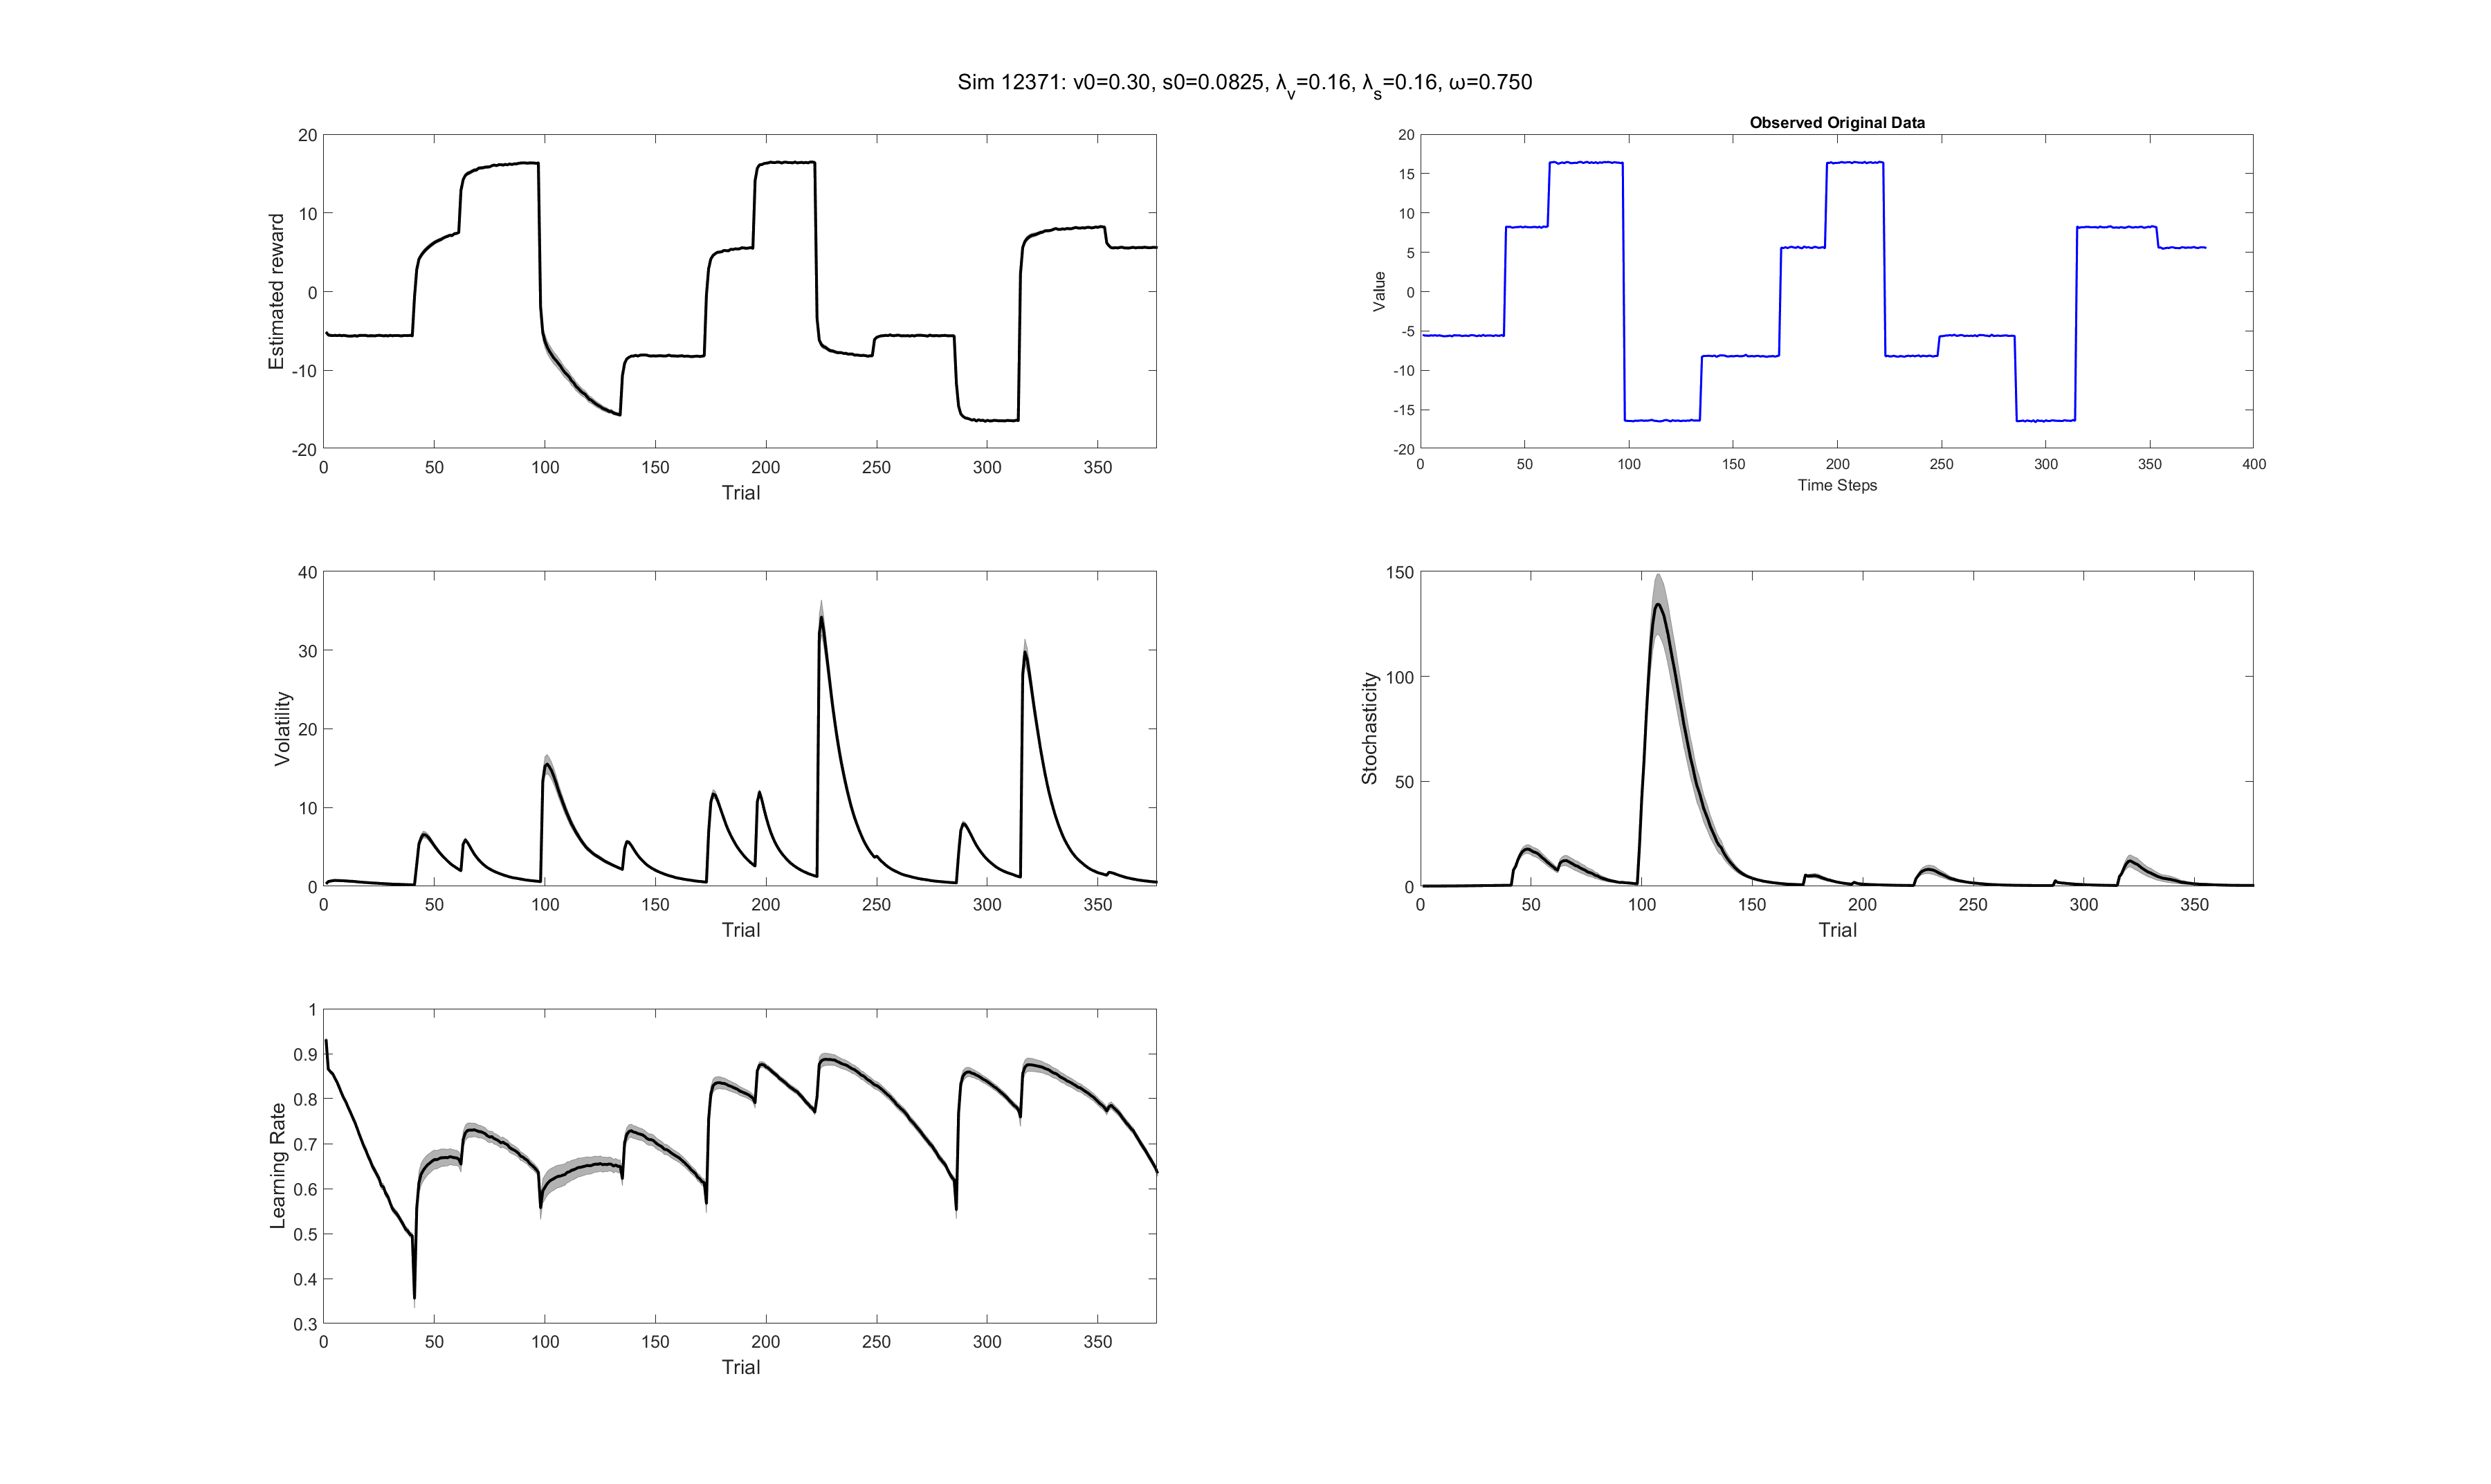 Sim 12371: v0=0.30, s0=0.0825, λv=0.16, λs=0.16, ω=0.750
20
10
0
-10
-20
Estimated reward
0 50 100 150 200 250 300 350
Trial
Observed Original Data
20
15
10
5
0
-5
-10
-15
-20
Value
0 50 100 150 200 250 300 350 400
Time Steps
40
30
20
10
0
Volatility
0 50 100 150 200 250 300 350
Trial
150
100
50
0
Stochasticity
0 50 100 150 200 250 300 350
Trial
1
0.9
0.8
0.7
0.6
0.5
0.4
0.3
Learning Rate
0 50 100 150 200 250 300 350
Trial